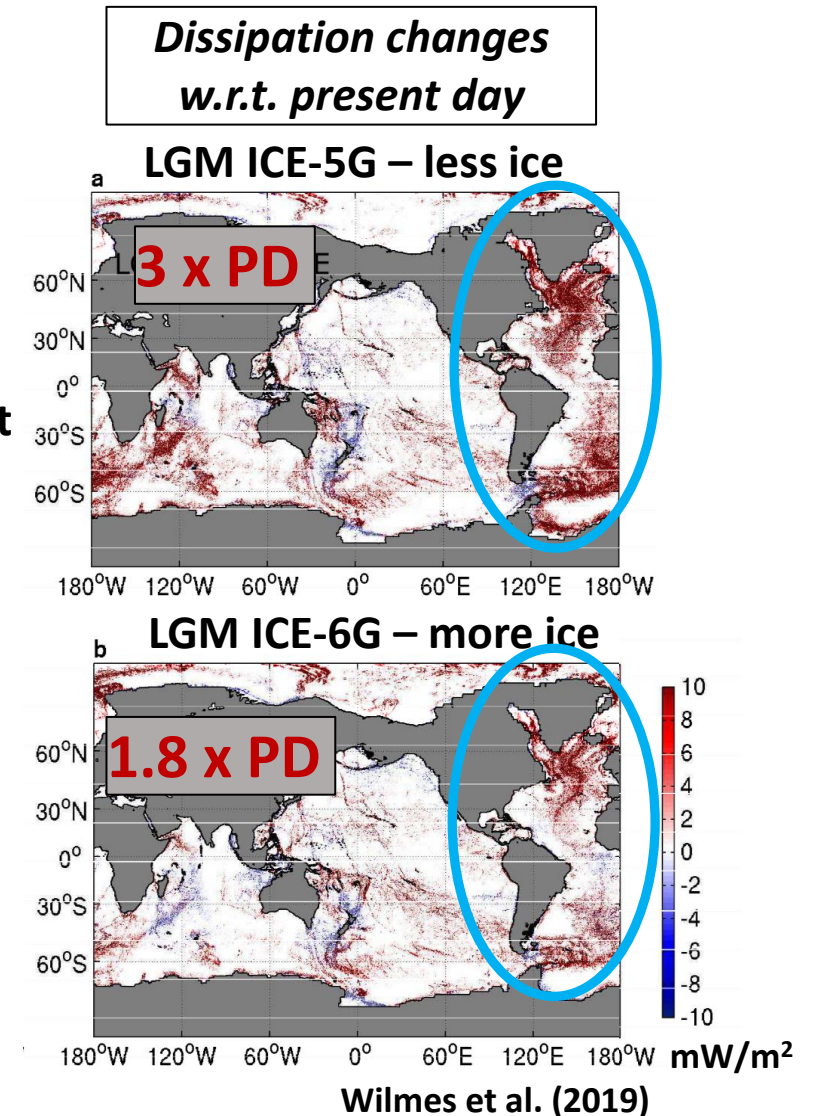 Dissipation changes
w.r.t. present day
LGM ICE-5G – less ice
a
3 x PD
60°N
30°N
0°
30°S
60°S
t
180°W 120°W 60°W 0° 60°E 120°E 180°W
LGM ICE-6G – more ice
b
1.8 x PD
60°N
30°N
0°
30°S
60°S
10
8
6
4
2
0
-2
-4
-6
-8
-10
180°W 120°W 60°W 0° 60°E 120°E 180°W mW/m²
Wilmes et al. (2019)